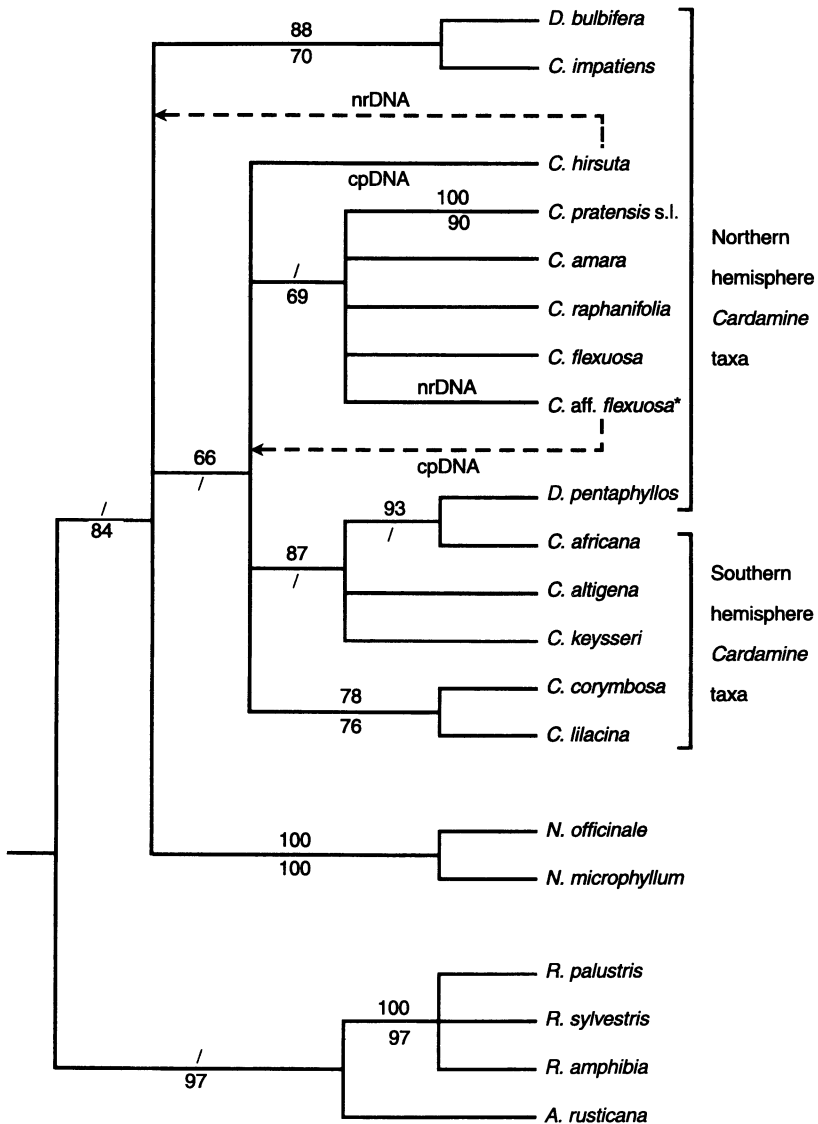 D. bulbifera
88
70
C. impatiens
nrDNA
C. hirsuta
cpDNA
100
C. pratensis s.l.
90
/
69
C. amara
C. raphanifolia
C. flexuosa
nrDNA
C. aff. flexuosa*
cpDNA
Northern
hemisphere
Cardamine
taxa
66
/
/
84
D. pentaphyllos
93
/
C. africana
87
/
C. altigena
C. keysseri
78
76
C. corymbosa
C. lilacina
Southern
hemisphere
Cardamine
taxa
N. officinale
100
100
N. microphyllum
R. palustris
100
97
R. sylvestris
R. amphibia
/
97
A. rusticana